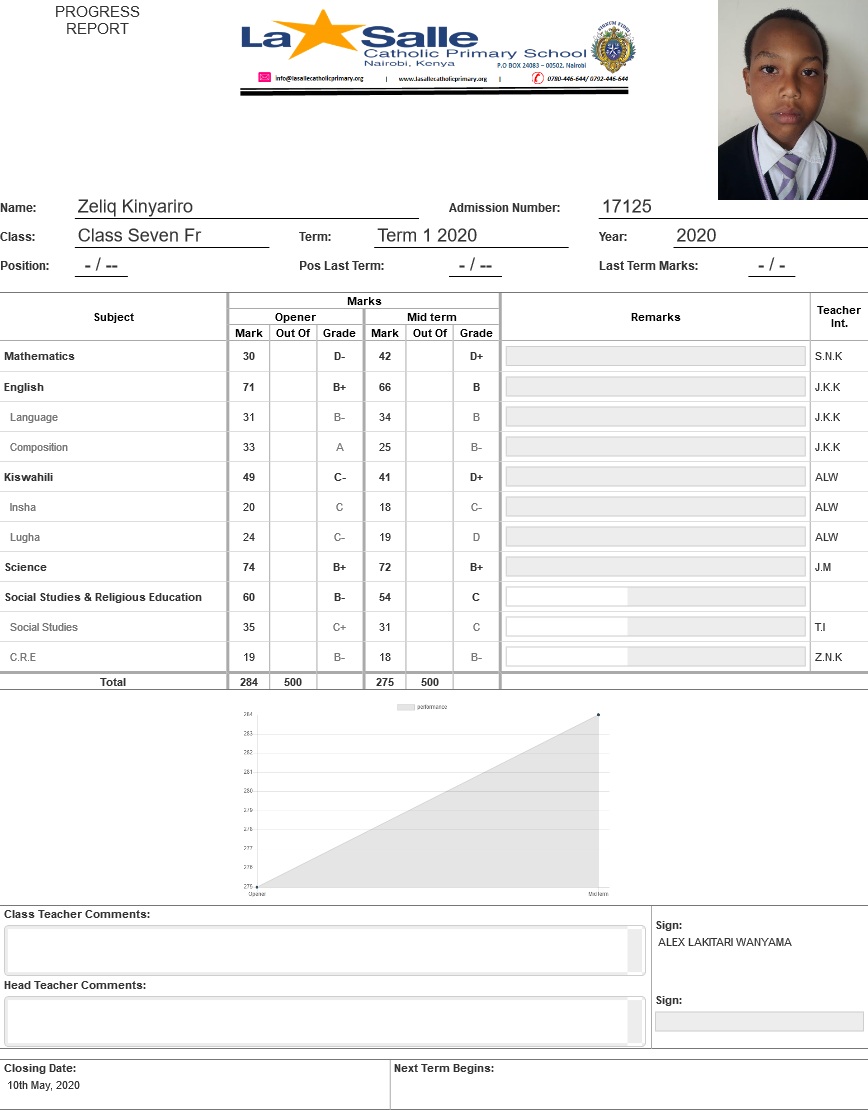 PROGRESS
REPORT
La Salle
Catholic Primary School
Nairobi, Kenya
P.O BOX 24083 – 00502, Nairobi
info@lasallecatholicprimary.org | www.lasallecatholicprimary.org | 0780-446-644/ 0792-446-644
Name: Zeliq Kinyariro Admission Number: 17125
Class: Class Seven Fr Term: Term 1 2020 Year: 2020
Position: - / -- Pos Last Term: - / -- Last Term Marks: - / -
Subject Marks Remarks Teacher Int.
Opener Mid term
Mark Out Of Grade Mark Out Of Grade
Mathematics 30 D- 42 D+ S.N.K
English 71 B+ 66 B J.K.K
Language 31 B- 34 B J.K.K
Composition 33 A 25 B- J.K.K
Kiswahili 49 C- 41 D+ ALW
Insha 20 C 18 C- ALW
Lugha 24 C- 19 D ALW
Science 74 B+ 72 B+ J.M
Social Studies & Religious Education 60 B- 54 C
Social Studies 35 C+ 31 C T.I
C.R.E 19 B- 18 B- Z.N.K
Total 284 500 275 500
performance
284
283
282
281
280
279
278
277
276
275
Opener Mid term
Class Teacher Comments:
Sign:
ALEX LAKITARI WANYAMA
Head Teacher Comments:
Sign:
Closing Date: Next Term Begins:
10th May, 2020